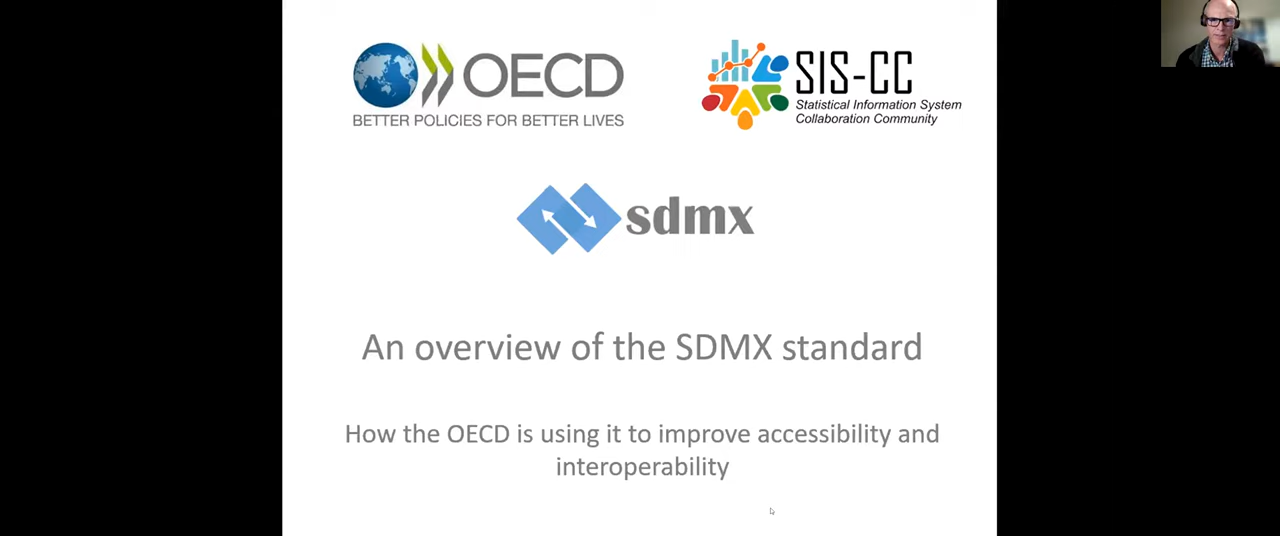 OECD
BETTER POLICIES FOR BETTER LIVES
SIS-CC
Statistical Information System
Collaboration Community
sdmx
An overview of the SDMX standard
How the OECD is using it to improve accessibility and
interoperability